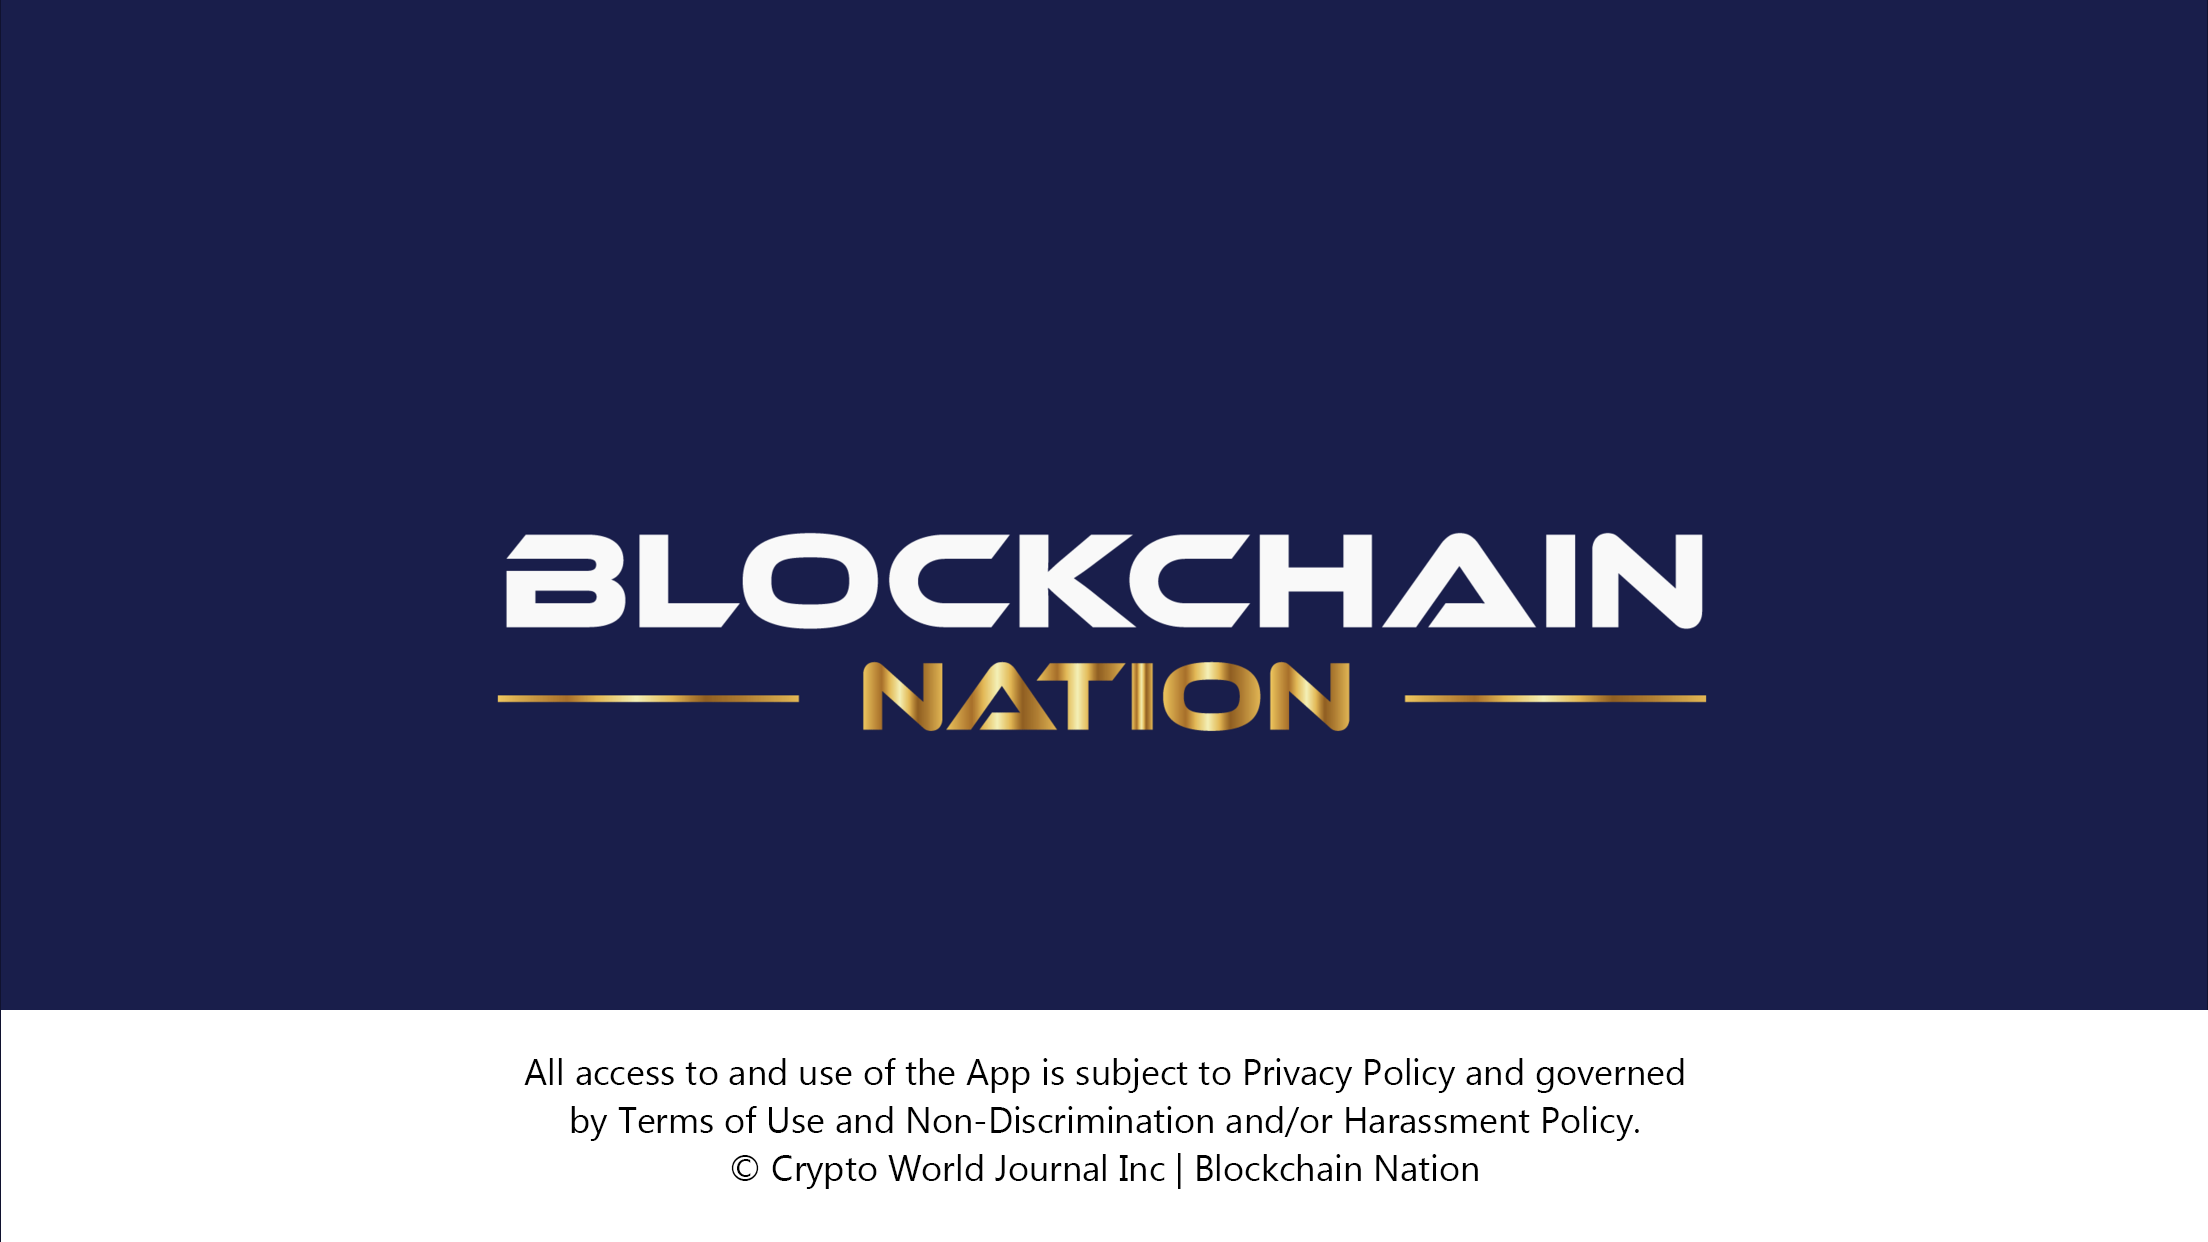 BLOCKCHAIN
NATION
All access to and use of the App is subject to Privacy Policy and governed
by Terms of Use and Non-Discrimination and/or Harassment Policy.
© Crypto World Journal Inc | Blockchain Nation